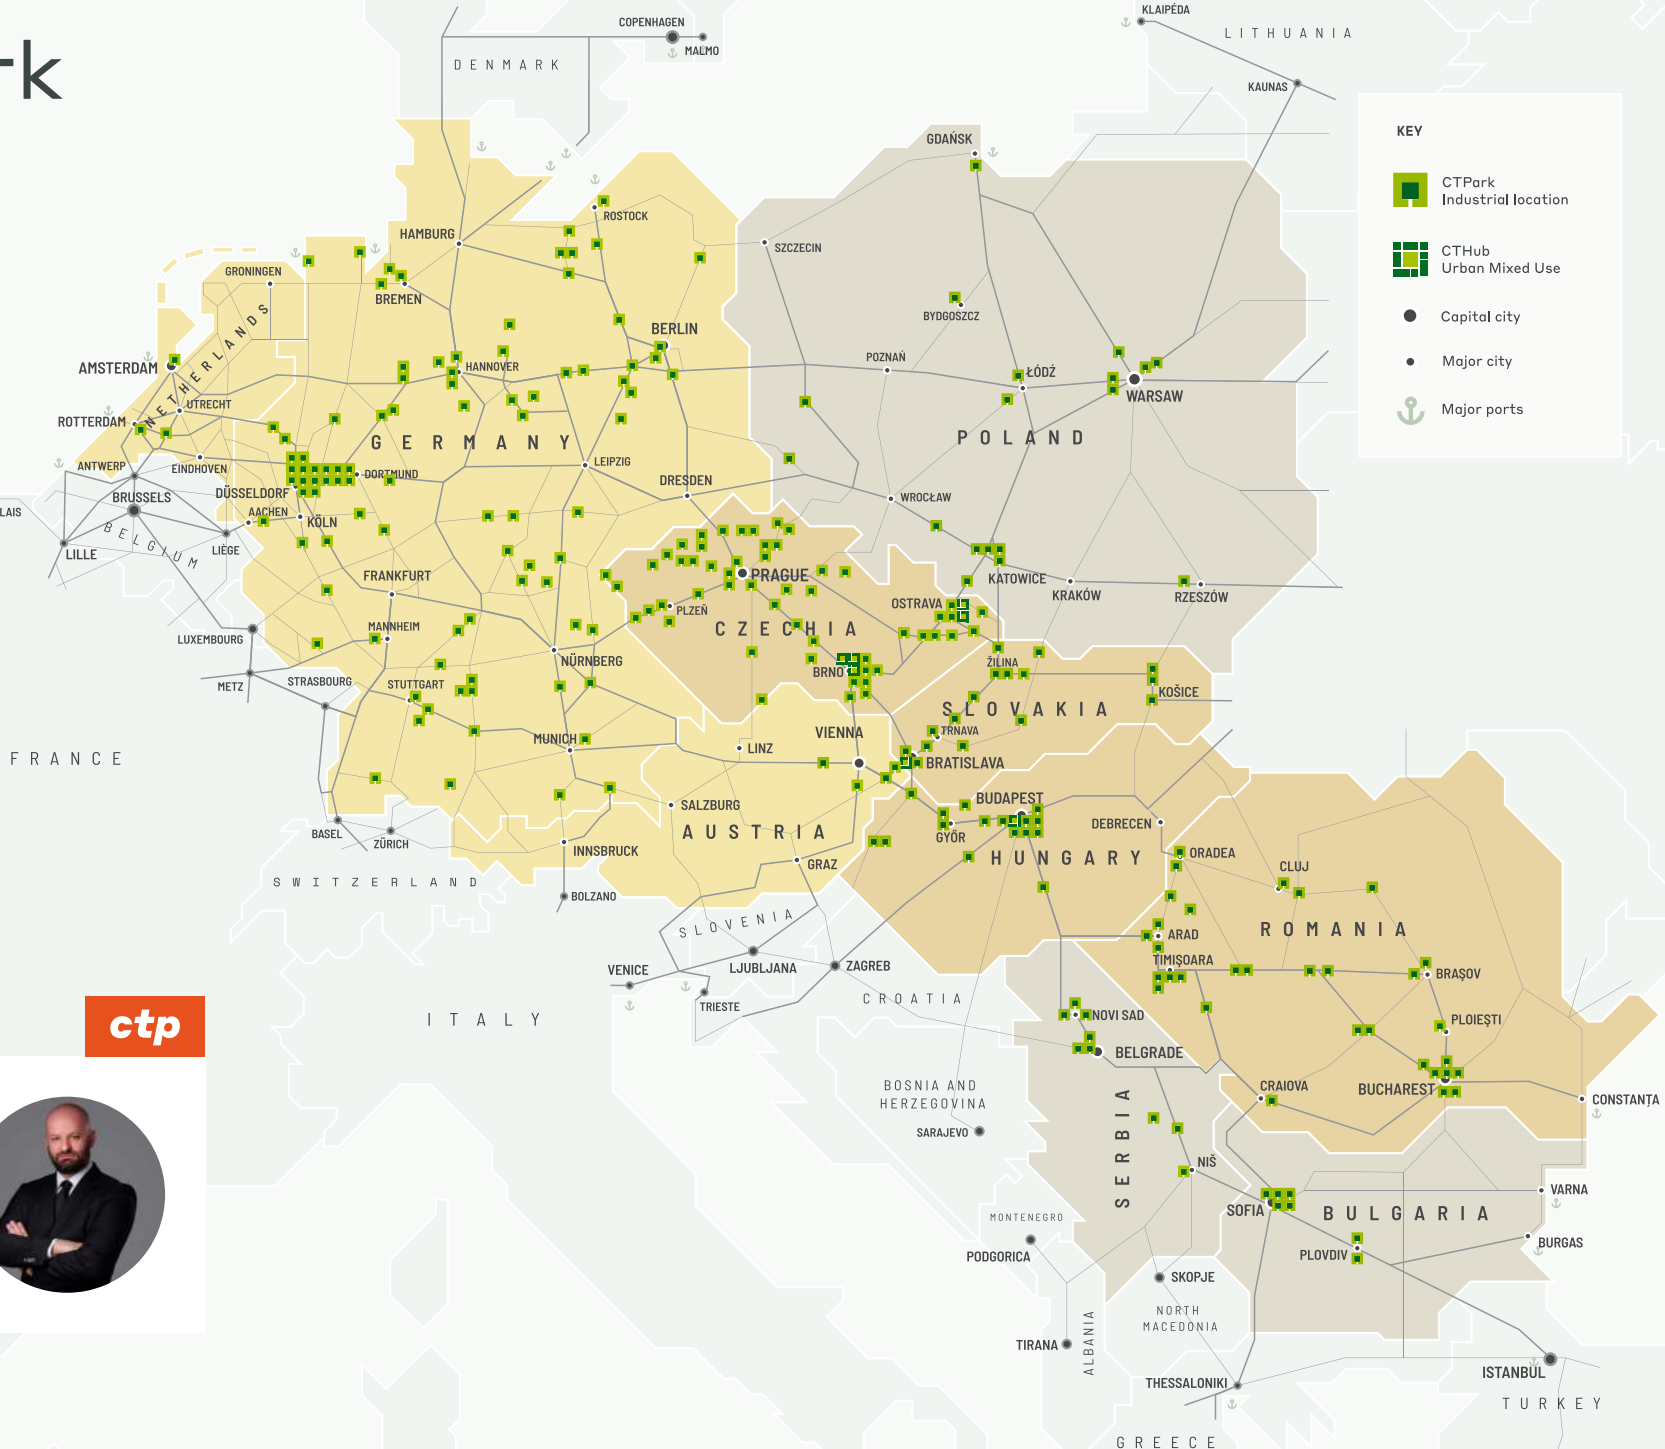 rk
COPENHAGEN
MALMO
DENMARK
KLAIPÉDA
LITHUANIA
KAUNAS
KEY
CTPark
Industrial location
CTHub
Urban Mixed Use
Capital city
Major city
Major ports
GDAŃSK
ROSTOCK
HAMBURG
SZCZECIN
GRONINGEN
BREMEN
BYDGOSZCZ
BERLIN
NETHERLANDS
AMSTERDAM
HANNOVER
POZNAŃ
ŁÓDŹ
WARSAW
UTRECHT
ROTTERDAM
GERMANY
POLAND
ANTWERP
EINDHOVEN
DORTMUND
LEIPZIG
DRESDEN
WROCŁAW
BRUSSELS
DÜSSELDORF
LAIS
AACHEN
KÖLN
BELGIUM
LILLE
LIÈGE
FRANKFURT
PRAGUE
KATOWICE
KRAKÓW
RZESZÓW
PLZEŇ
OSTRAVA
CZECHIA
LUXEMBOURG
MANNHEIM
NÜRNBERG
ŽILINA
BRNO
METZ
STRASBOURG
STUTTGART
KOŠICE
SLOVAKIA
TRNAVA
VIENNA
MUNICH
LINZ
BRATISLAVA
FRANCE
BUDAPEST
SALZBURG
BASEL
ZÜRICH
AUSTRIA
GYŐR
DEBRECEN
INNSBRUCK
GRAZ
HUNGARY
ORADEA
CLUJ
SWITZERLAND
BOLZANO
SLOVENIA
ROMANIA
ARAD
TIMIȘOARA
VENICE
LJUBLJANA
ZAGREB
BRAȘOV
TRIESTE
CROATIA
NOVI SAD
PLOIEȘTI
ctp
ITALY
BELGRADE
BOSNIA AND
HERZEGOVINA
CRAIOVA
BUCHAREST
CONSTANȚA
SARAJEVO
SERBIA
NIŠ
VARNA
SOFIA
BULGARIA
MONTENEGRO
PODGORICA
PLOVDIV
BURGAS
SKOPJE
NORTH
MACEDONIA
TIRANA
ALBANIA
ISTANBUL
THESSALONIKI
TURKEY
GREECE